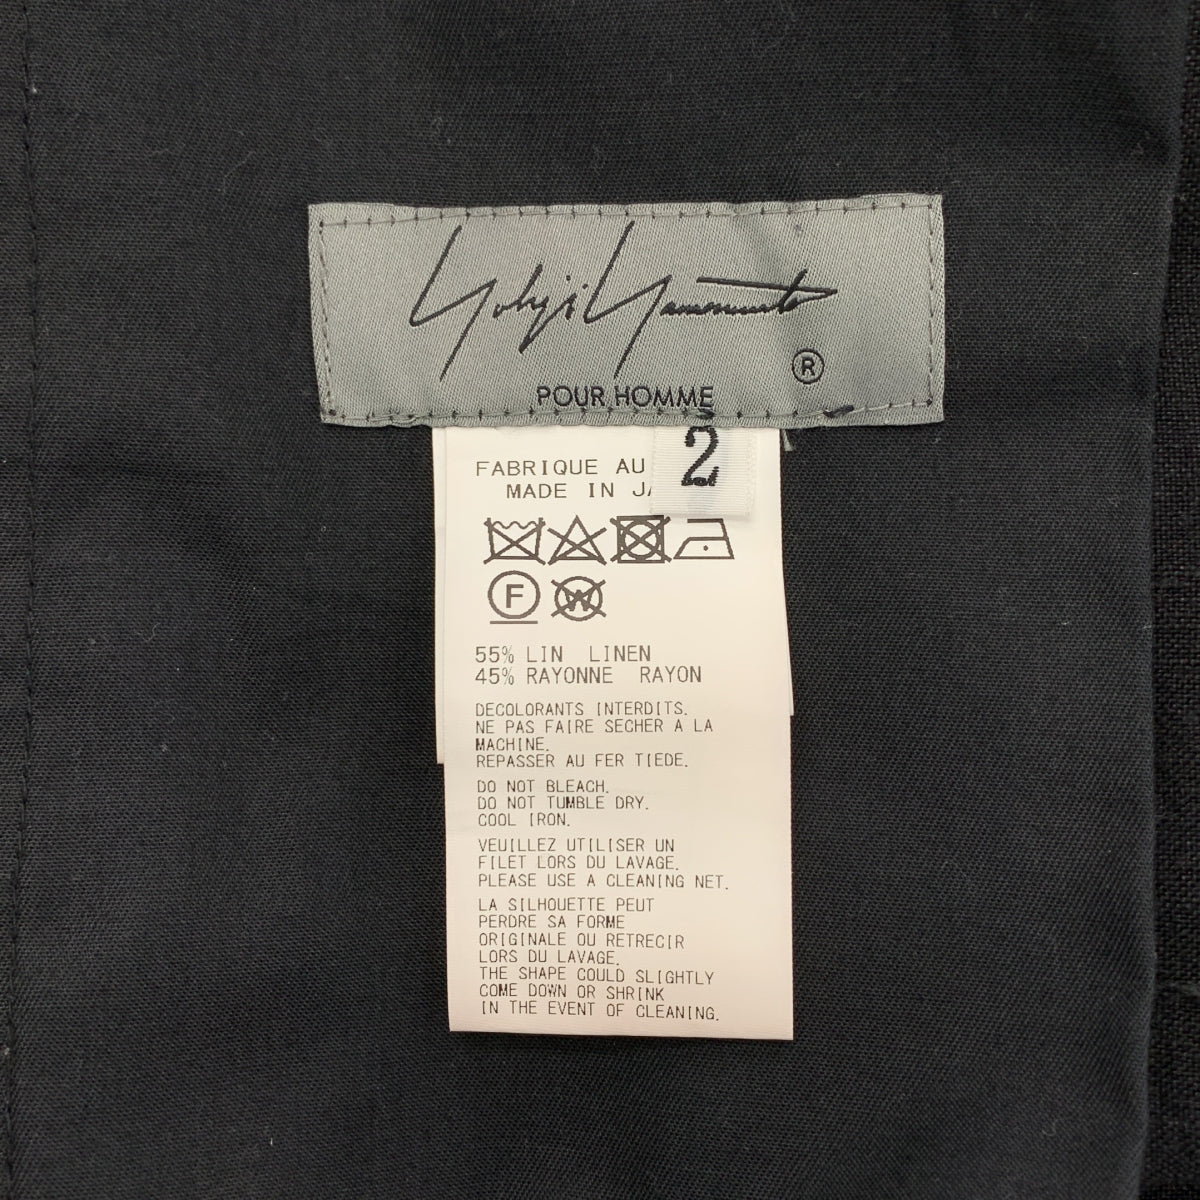 Yohji Yamamoto
®
POUR HOMME
2
FABRIQUE AU
MADE IN JA
F
W
55% LIN LINEN
45% RAYONNE RAYON
DECOLORANTS INTERDITS.
NE PAS FAIRE SECHER A LA
MACHINE.
REPASSER AU FER TIEDE.
DO NOT BLEACH.
DO NOT TUMBLE DRY.
COOL IRON.
VEUILLEZ UTILISER UN
FILET LORS DU LAVAGE.
PLEASE USE A CLEANING NET.
LA SILHOUETTE PEUT
PERDRE SA FORME
ORIGINALE OU RETRECIR
LORS DU LAVAGE.
THE SHAPE COULD SLIGHTLY
COME DOWN OR SHRINK
IN THE EVENT OF CLEANING.